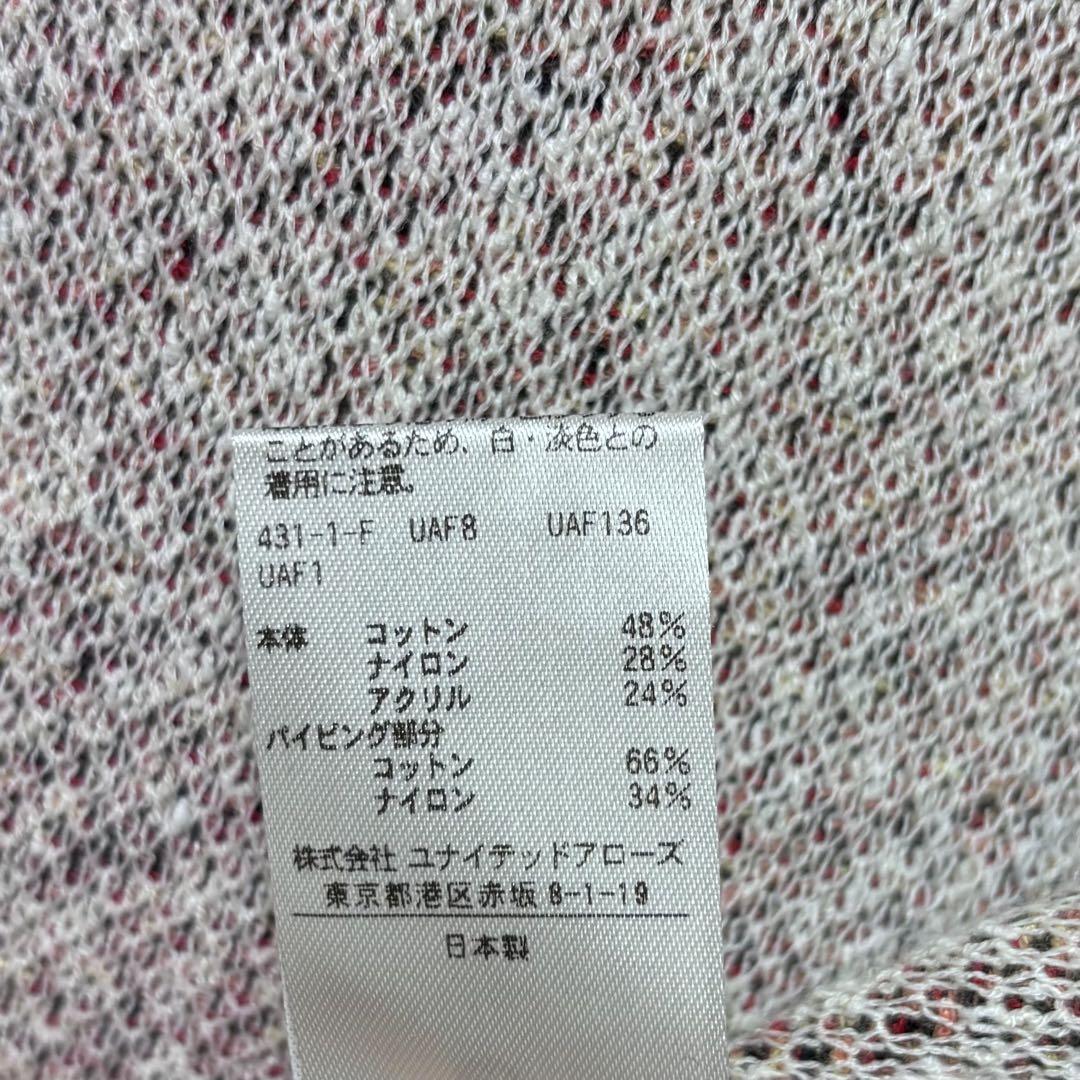 ことがあるため、白・淡色との
着用に注意。
431-1-F UAF8 UAF136
UAF1
本体 コットン 48%
ナイロン 28%
アクリル 24%
パイピング部分
コットン 66%
ナイロン 34%
株式会社 ユナイテッドアローズ
東京都港区赤坂 8-1-19
日本製